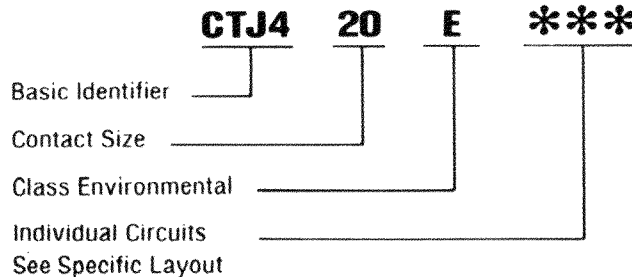 CTJ4 20 E ***
Basic Identifier
Contact Size
Class Environmental
Individual Circuits
See Specific Layout